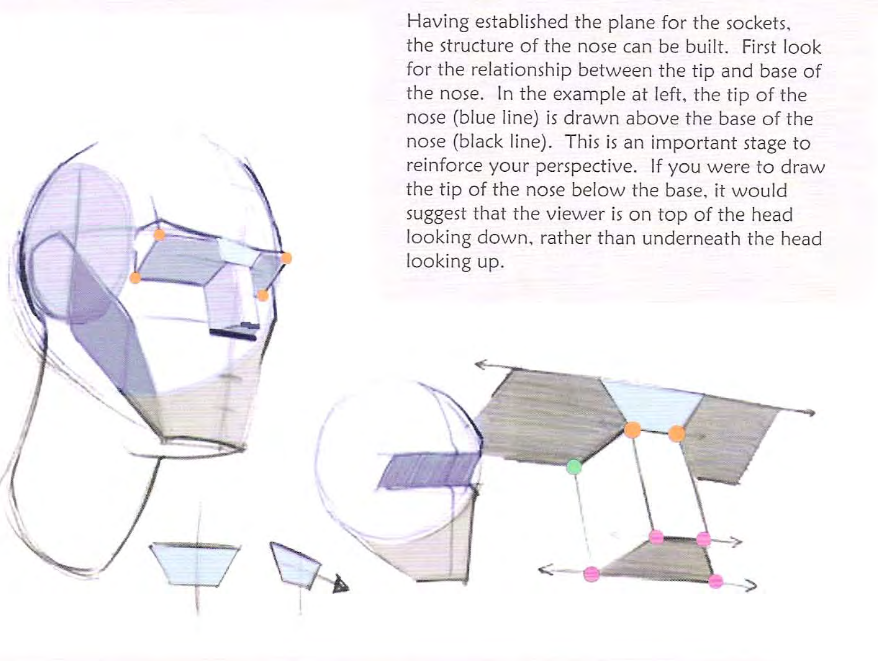 Having established the plane for the sockets,
the structure of the nose can be built. First look
for the relationship between the tip and base of
the nose. In the example at left, the tip of the
nose (blue line) is drawn above the base of the
nose (black line). This is an important stage to
reinforce your perspective. If you were to draw
the tip of the nose below the base, it would
suggest that the viewer is on top of the head
looking down, rather than underneath the head
looking up.